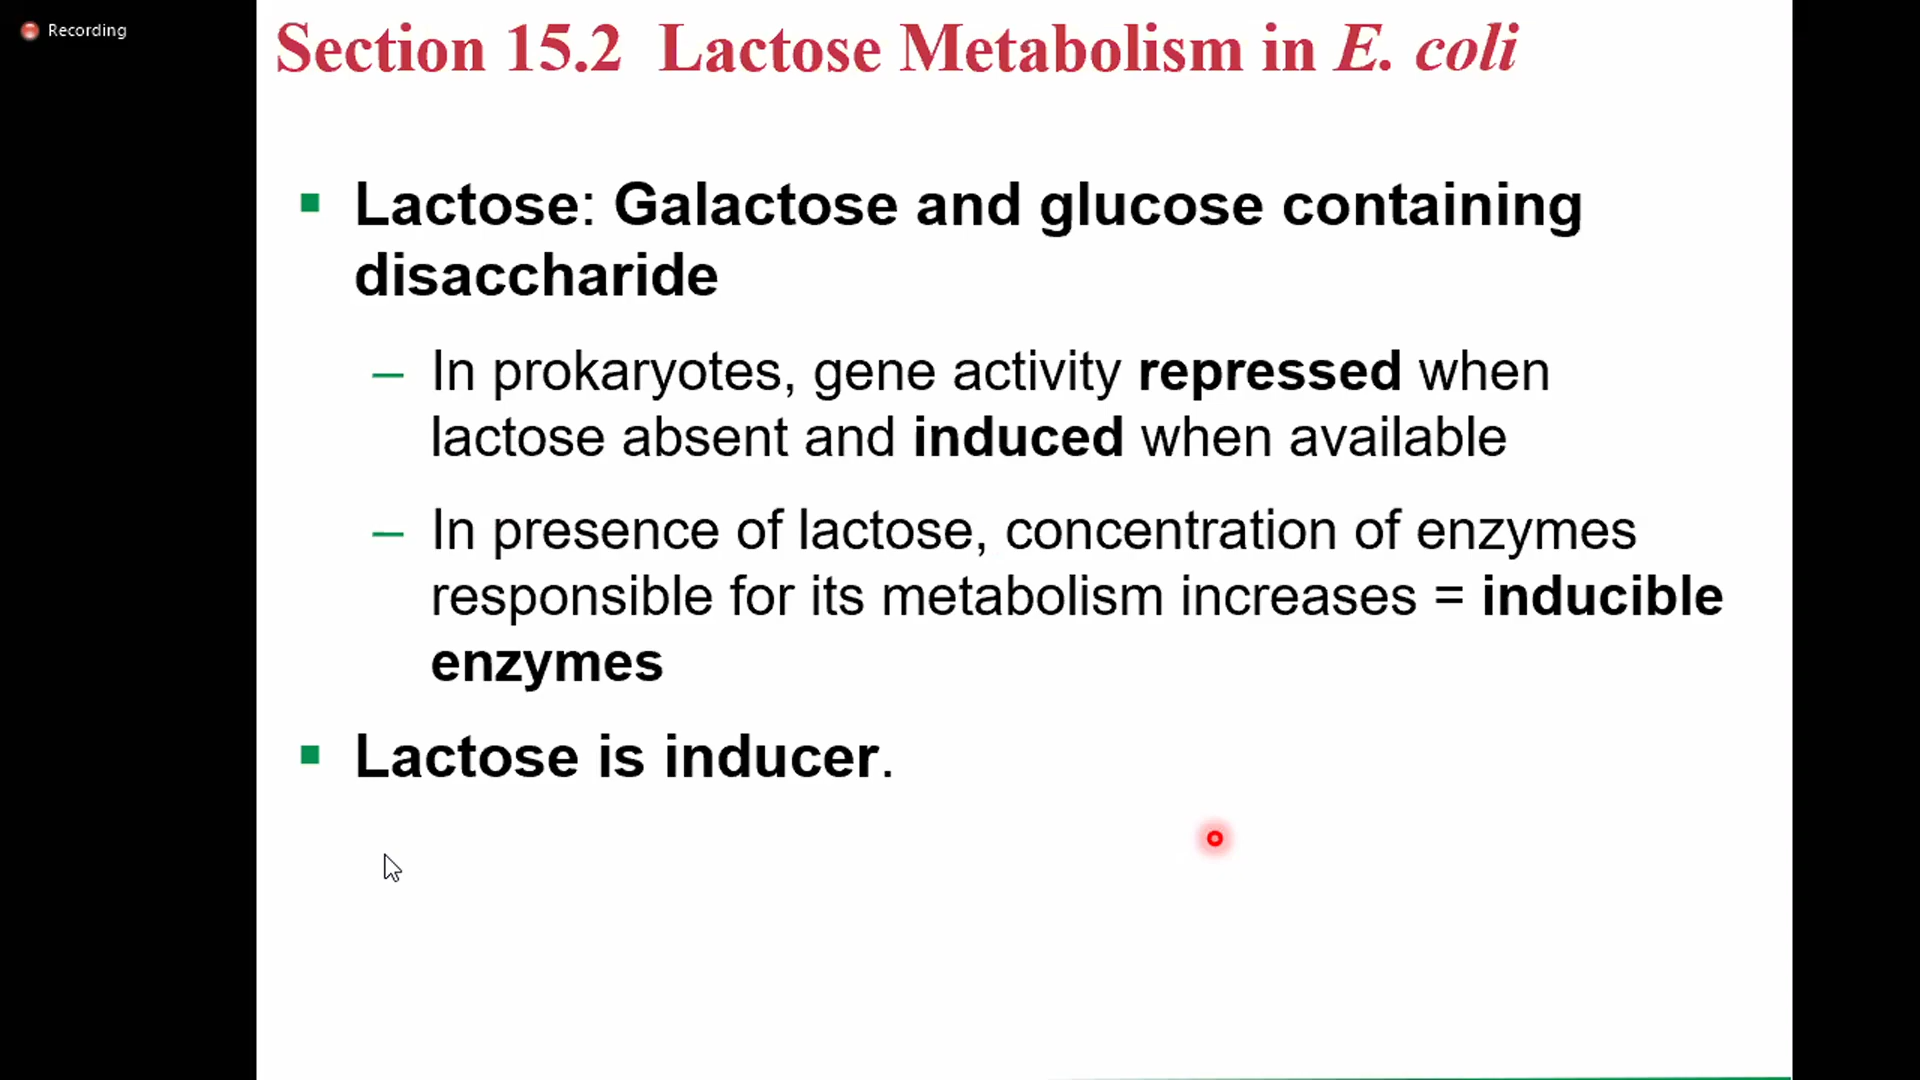 Recording
Section 15.2 Lactose Metabolism in E. coli
Lactose: Galactose and glucose containing
disaccharide
– In prokaryotes, gene activity repressed when
lactose absent and induced when available
– In presence of lactose, concentration of enzymes
responsible for its metabolism increases = inducible
enzymes
Lactose is inducer.